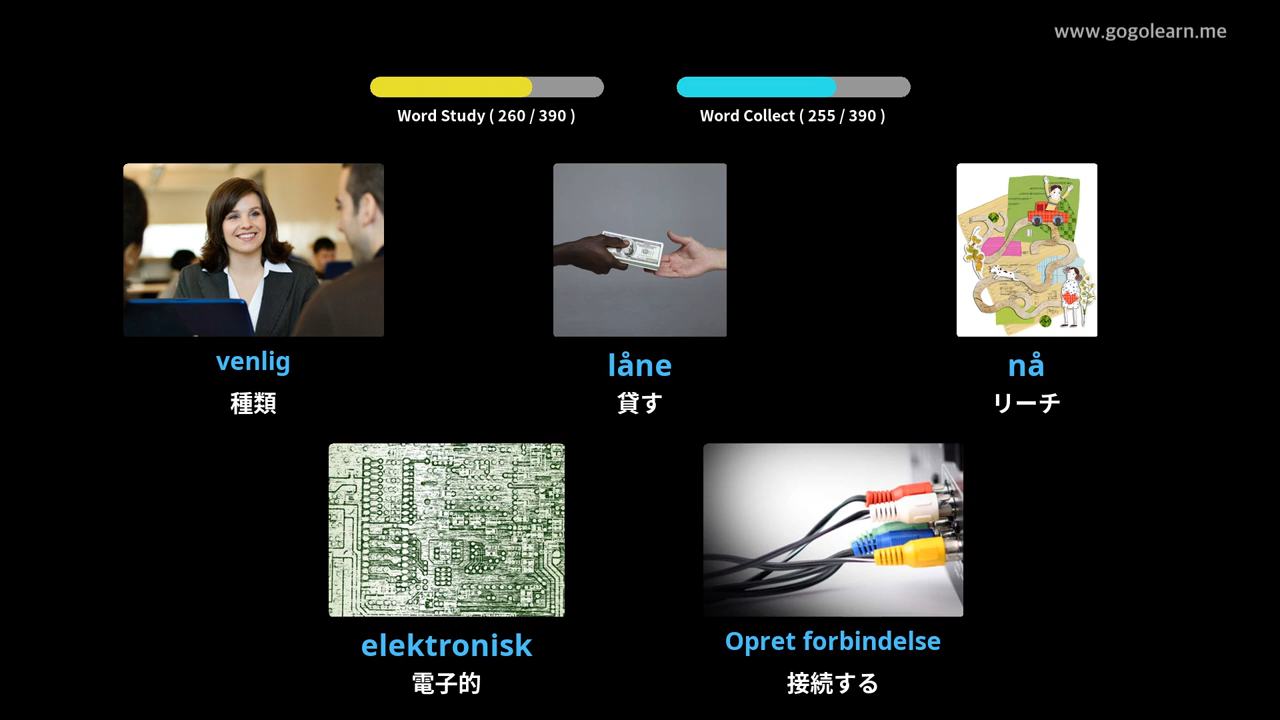 www.gogolearn.me
Word Study ( 260 / 390 )
Word Collect ( 255 / 390 )
venlig
種類
låne
貸す
nå
リーチ
elektronisk
電子的
Opret forbindelse
接続する